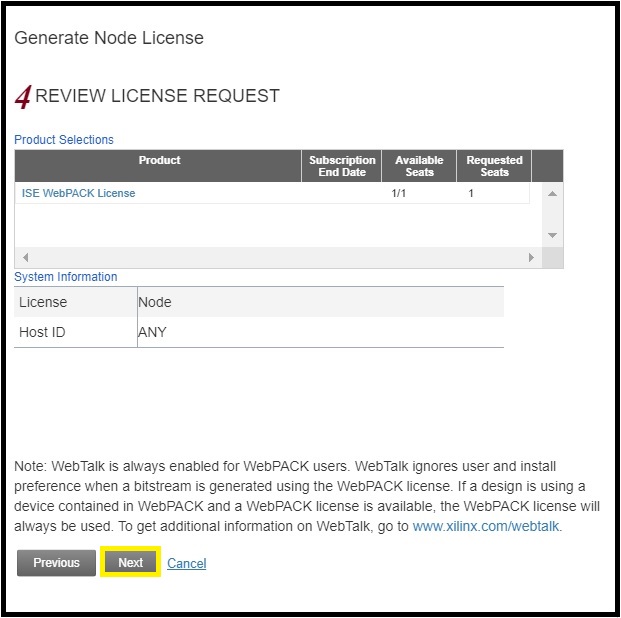 Generate Node License
4 REVIEW LICENSE REQUEST
Product Selections
Product Subscription End Date Available Seats Requested Seats
ISE WebPACK License 1/1 1
System Information
License Node
Host ID ANY
Note: WebTalk is always enabled for WebPACK users. WebTalk ignores user and install
preference when a bitstream is generated using the WebPACK license. If a design is using a
device contained in WebPACK and a WebPACK license is available, the WebPACK license will
always be used. To get additional information on WebTalk, go to www.xilinx.com/webtalk.
Previous Next Cancel